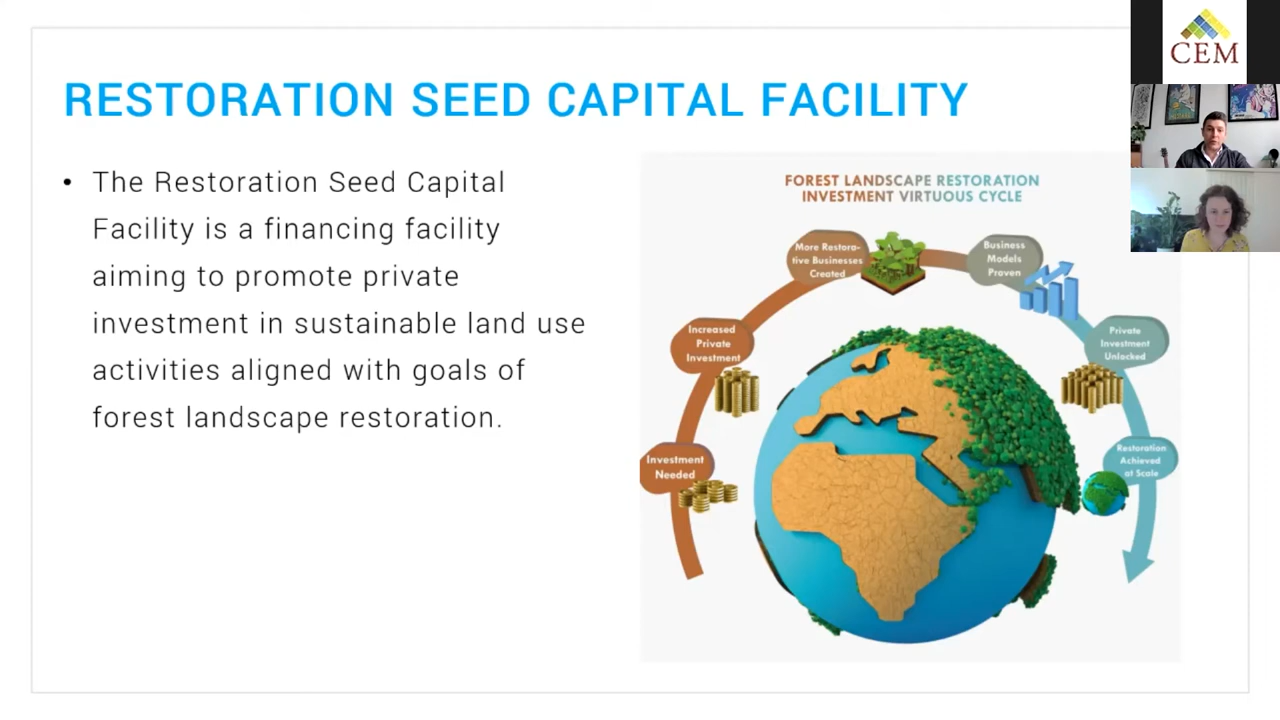 RESTORATION SEED CAPITAL FACILITY
• The Restoration Seed Capital
Facility is a financing facility
aiming to promote private
investment in sustainable land use
activities aligned with goals of
forest landscape restoration.
FOREST LANDSCAPE RESTORATION
INVESTMENT VIRTUOUS CYCLE
Investment
Needed
Increased
Private
Investment
More Restora-
tive Businesses
Created
Business
Models
Proven
Private
Investment
Unlocked
Restoration
Achieved
at Scale
CEM